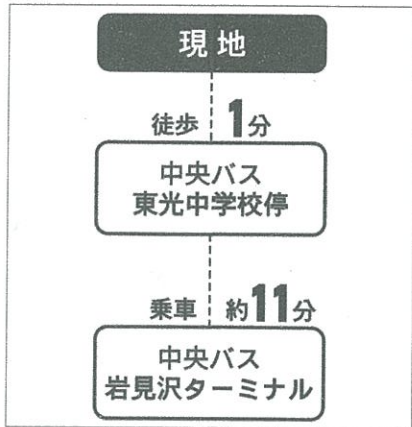 現地
徒歩 1分
中央バス
東光中学校停
乗車 約11分
中央バス
岩見沢ターミナル